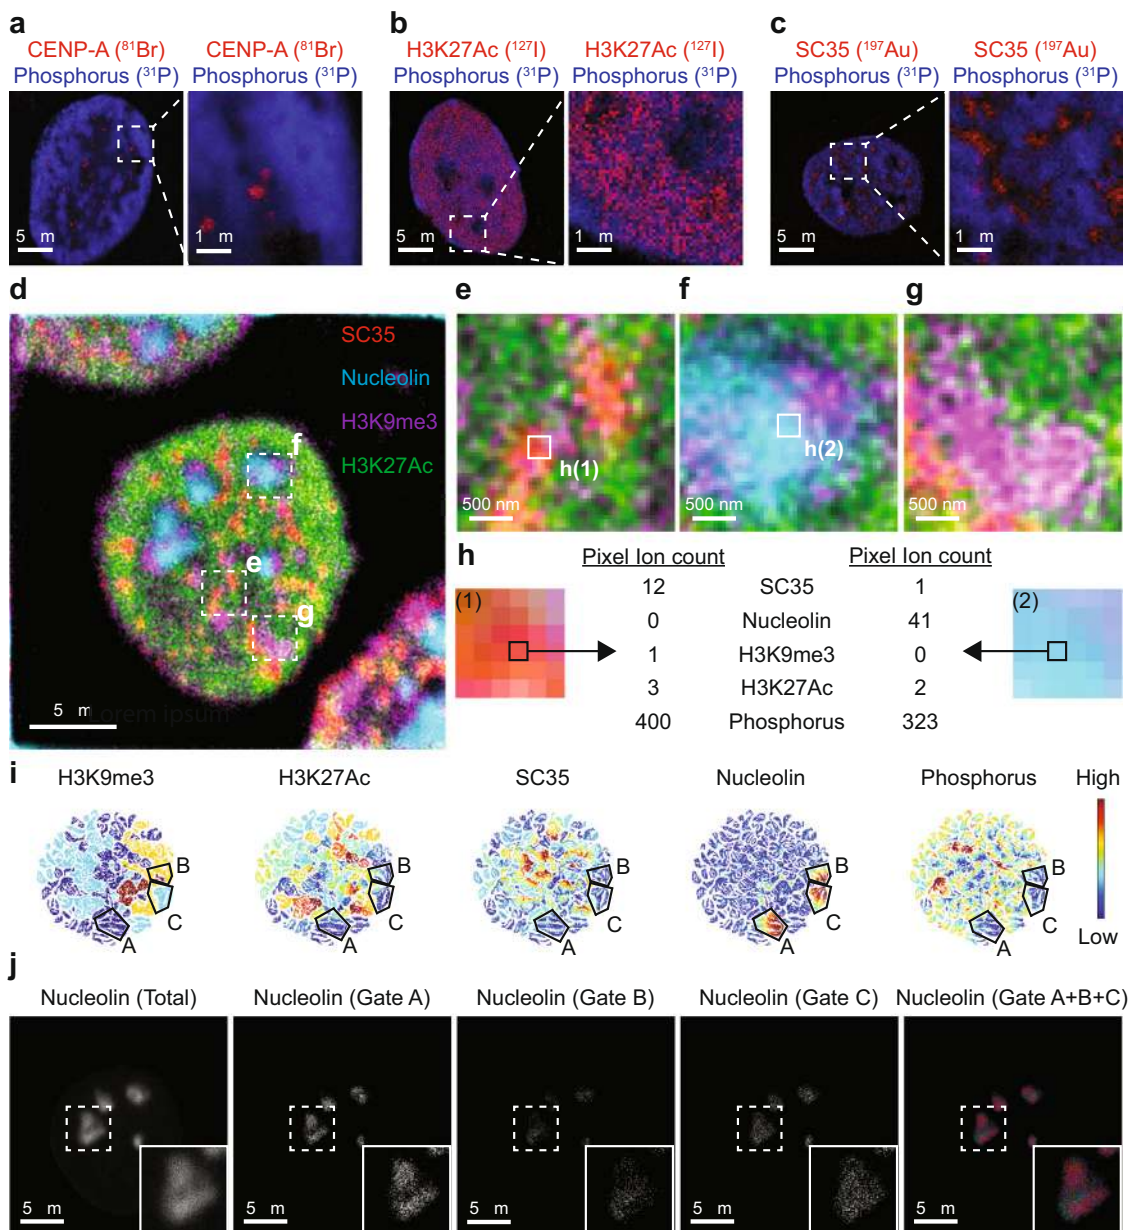 a
CENP-A (⁸¹Br)
Phosphorus (³¹P)
CENP-A (⁸¹Br)
Phosphorus (³¹P)
5 m
1 m
b
H3K27Ac (¹²⁷I)
Phosphorus (³¹P)
H3K27Ac (¹²⁷I)
Phosphorus (³¹P)
5 m
1 m
c
SC35 (¹⁹⁷Au)
Phosphorus (³¹P)
SC35 (¹⁹⁷Au)
Phosphorus (³¹P)
5 m
1 m
d
SC35
Nucleolin
H3K9me3
H3K27Ac
f
e
g
5 m
Lorem ipsum
e
h(1)
500 nm
f
h(2)
500 nm
g
500 nm
h
Pixel Ion count Pixel Ion count
(1) 12 SC35 1 (2)
0 Nucleolin 41
1 H3K9me3 0
3 H3K27Ac 2
400 Phosphorus 323
i
H3K9me3 H3K27Ac SC35 Nucleolin Phosphorus High
B B B B B
C C C C C
A A A A A
Low
j
Nucleolin (Total) Nucleolin (Gate A) Nucleolin (Gate B) Nucleolin (Gate C) Nucleolin (Gate A+B+C)
5 m 5 m 5 m 5 m 5 m